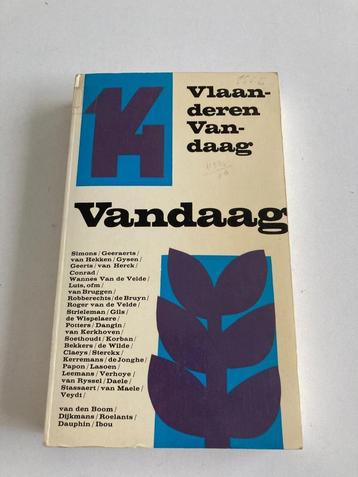 14
Vlaan-
deren
Van-
daag
Vandaag
Simons/Geeraerts/
van Hekken/Gysen/
Geerts/van Herck/
Conrad/
Wannes Van de Velde/
Luis, ofm/
van Bruggen/
Robberechts/de Bruyn/
Roger van de Velde/
Strieleman/Gils/
de Wispelaere/
Potters/Dangin/
van Kerkhoven/
Soethoudt/Korban/
Bekkers/de Wilde/
Claeys/Sterckx/
Kerremans/de Jonghe/
Papon/Lasoen/
Leemans/Verhoye/
van Ryssel/Daele/
Stassaert/van Maele/
Veydt/
van den Boom/
Dijkmans/Roelants/
Dauphin/Ibou